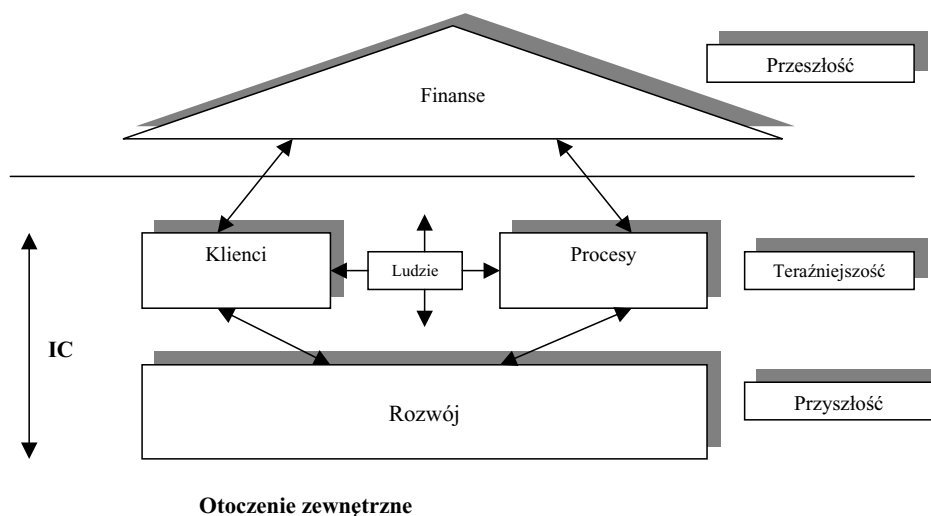 Przeszłość
Finanse
Klienci
Ludzie
Procesy
Teraźniejszość
IC
Rozwój
Przyszłość
Otoczenie zewnętrzne